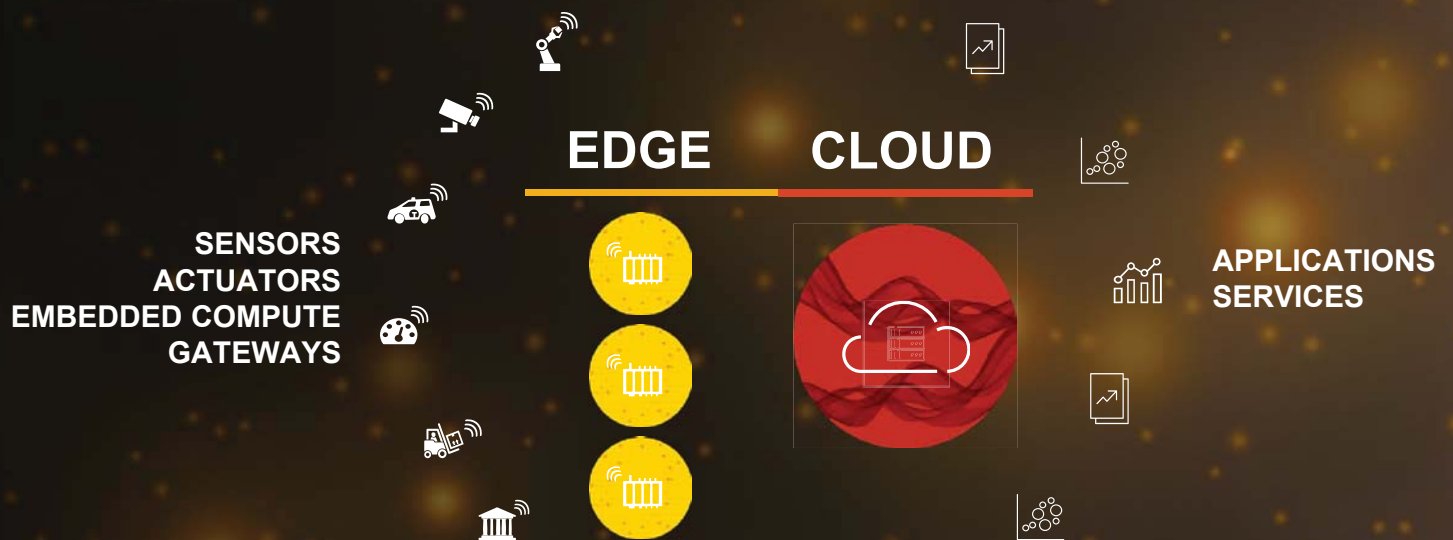 EDGE
CLOUD
SENSORS
ACTUATORS
EMBEDDED COMPUTE
GATEWAYS
APPLICATIONS
SERVICES